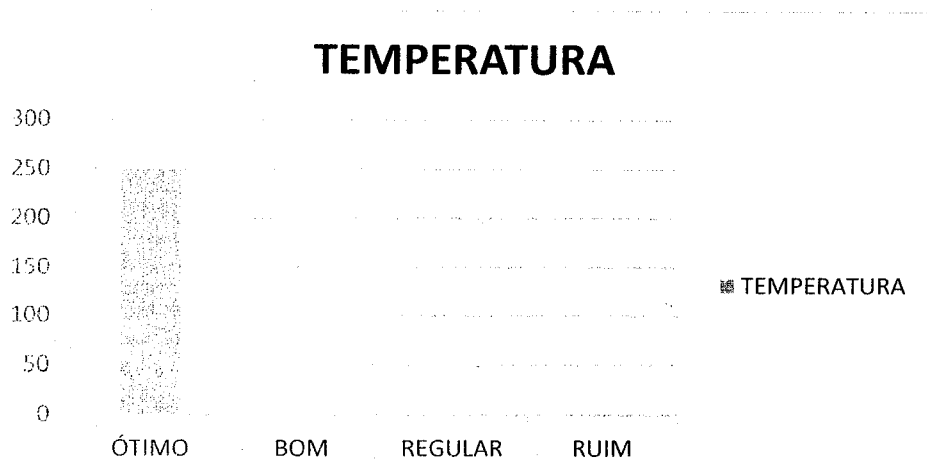 TEMPERATURA
300
250
200
150
100
50
0
ÓTIMO BOM REGULAR RUIM
TEMPERATURA